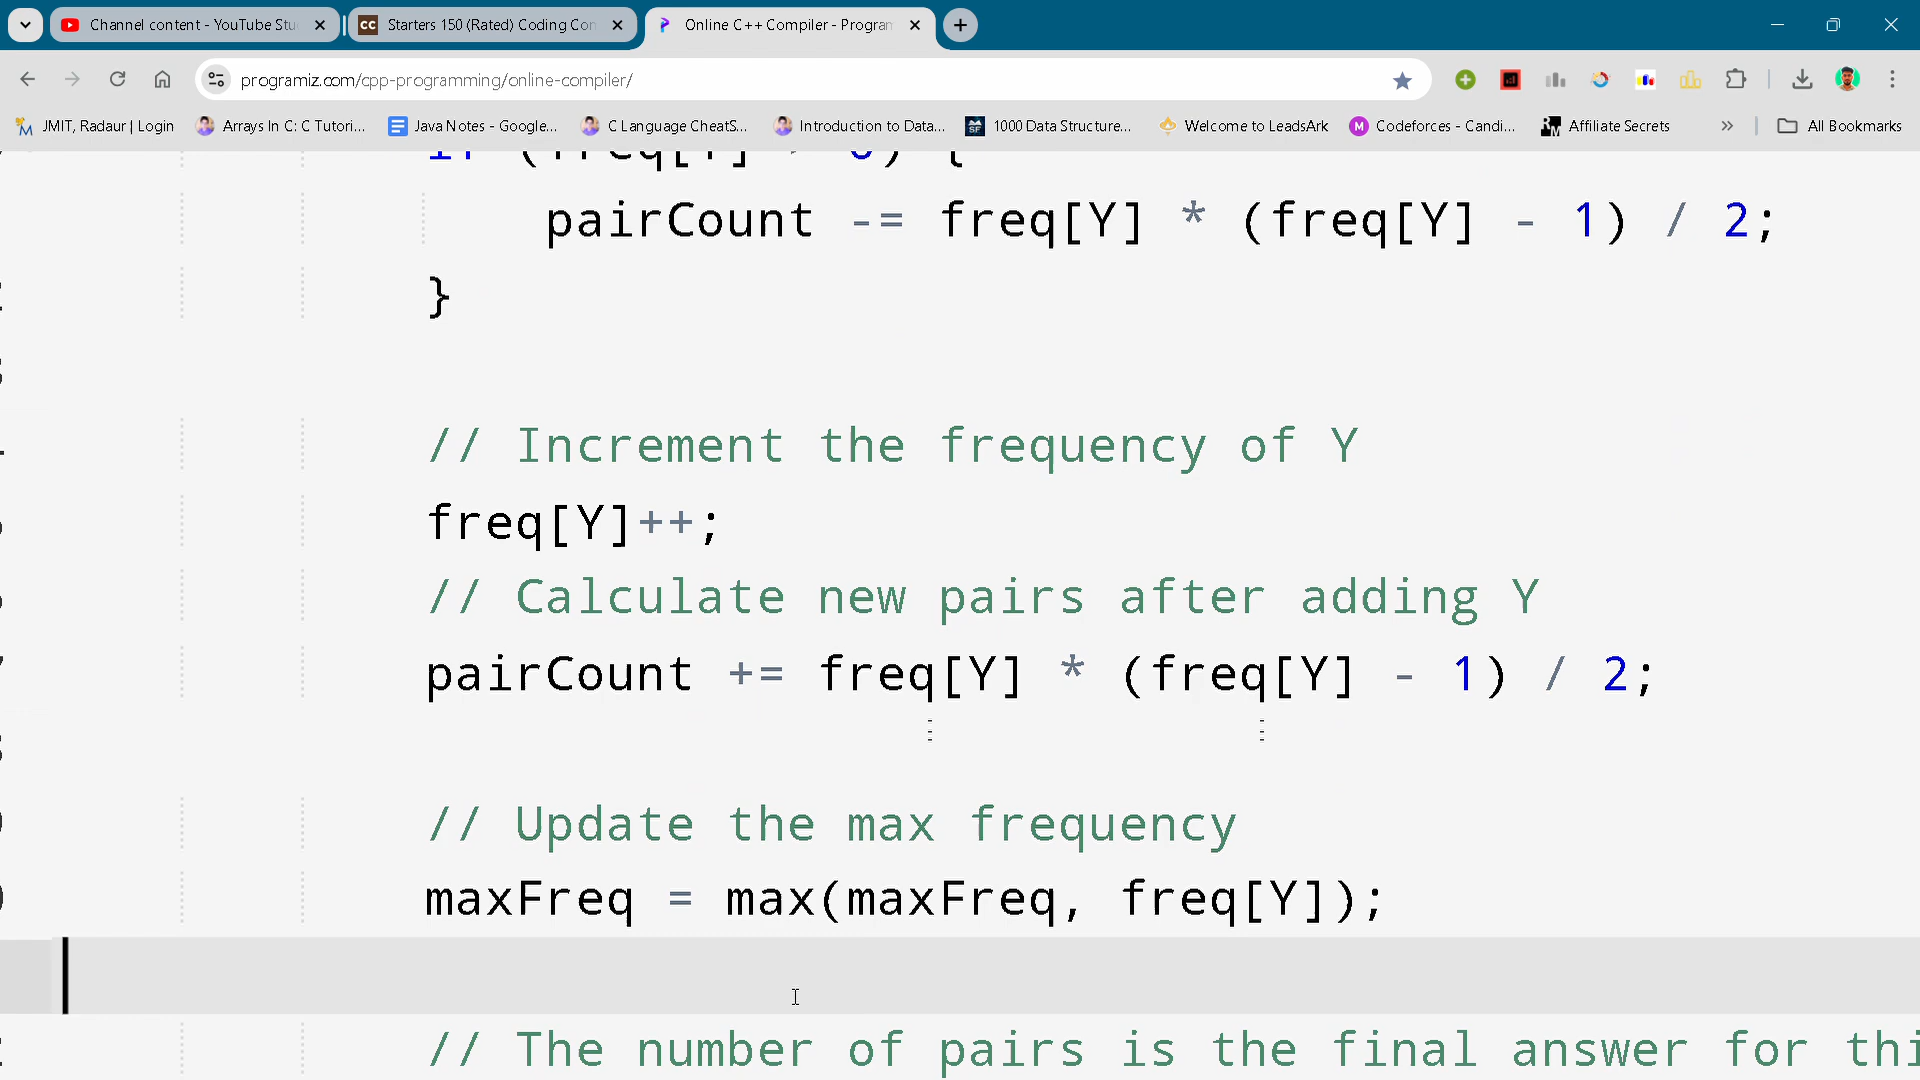 Channel content - YouTube Stu
Starters 150 (Rated) Coding Con
Online C++ Compiler - Program
programiz.com/cpp-programming/online-compiler/
JMIT, Radaur | Login
Arrays In C: C Tutori...
Java Notes - Google...
C Language CheatS...
Introduction to Data...
1000 Data Structure...
Welcome to LeadsArk
Codeforces - Candi...
Affiliate Secrets
All Bookmarks
pairCount -= freq[Y] * (freq[Y] - 1) / 2;
}
// Increment the frequency of Y
freq[Y]++;
// Calculate new pairs after adding Y
pairCount += freq[Y] * (freq[Y] - 1) / 2;
// Update the max frequency
maxFreq = max(maxFreq, freq[Y]);
// The number of pairs is the final answer for thi